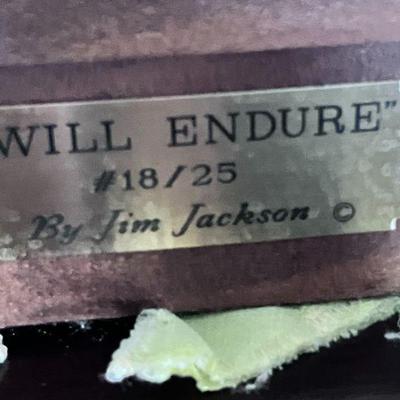 WILL ENDURE"
#18/25
By Jim Jackson ©